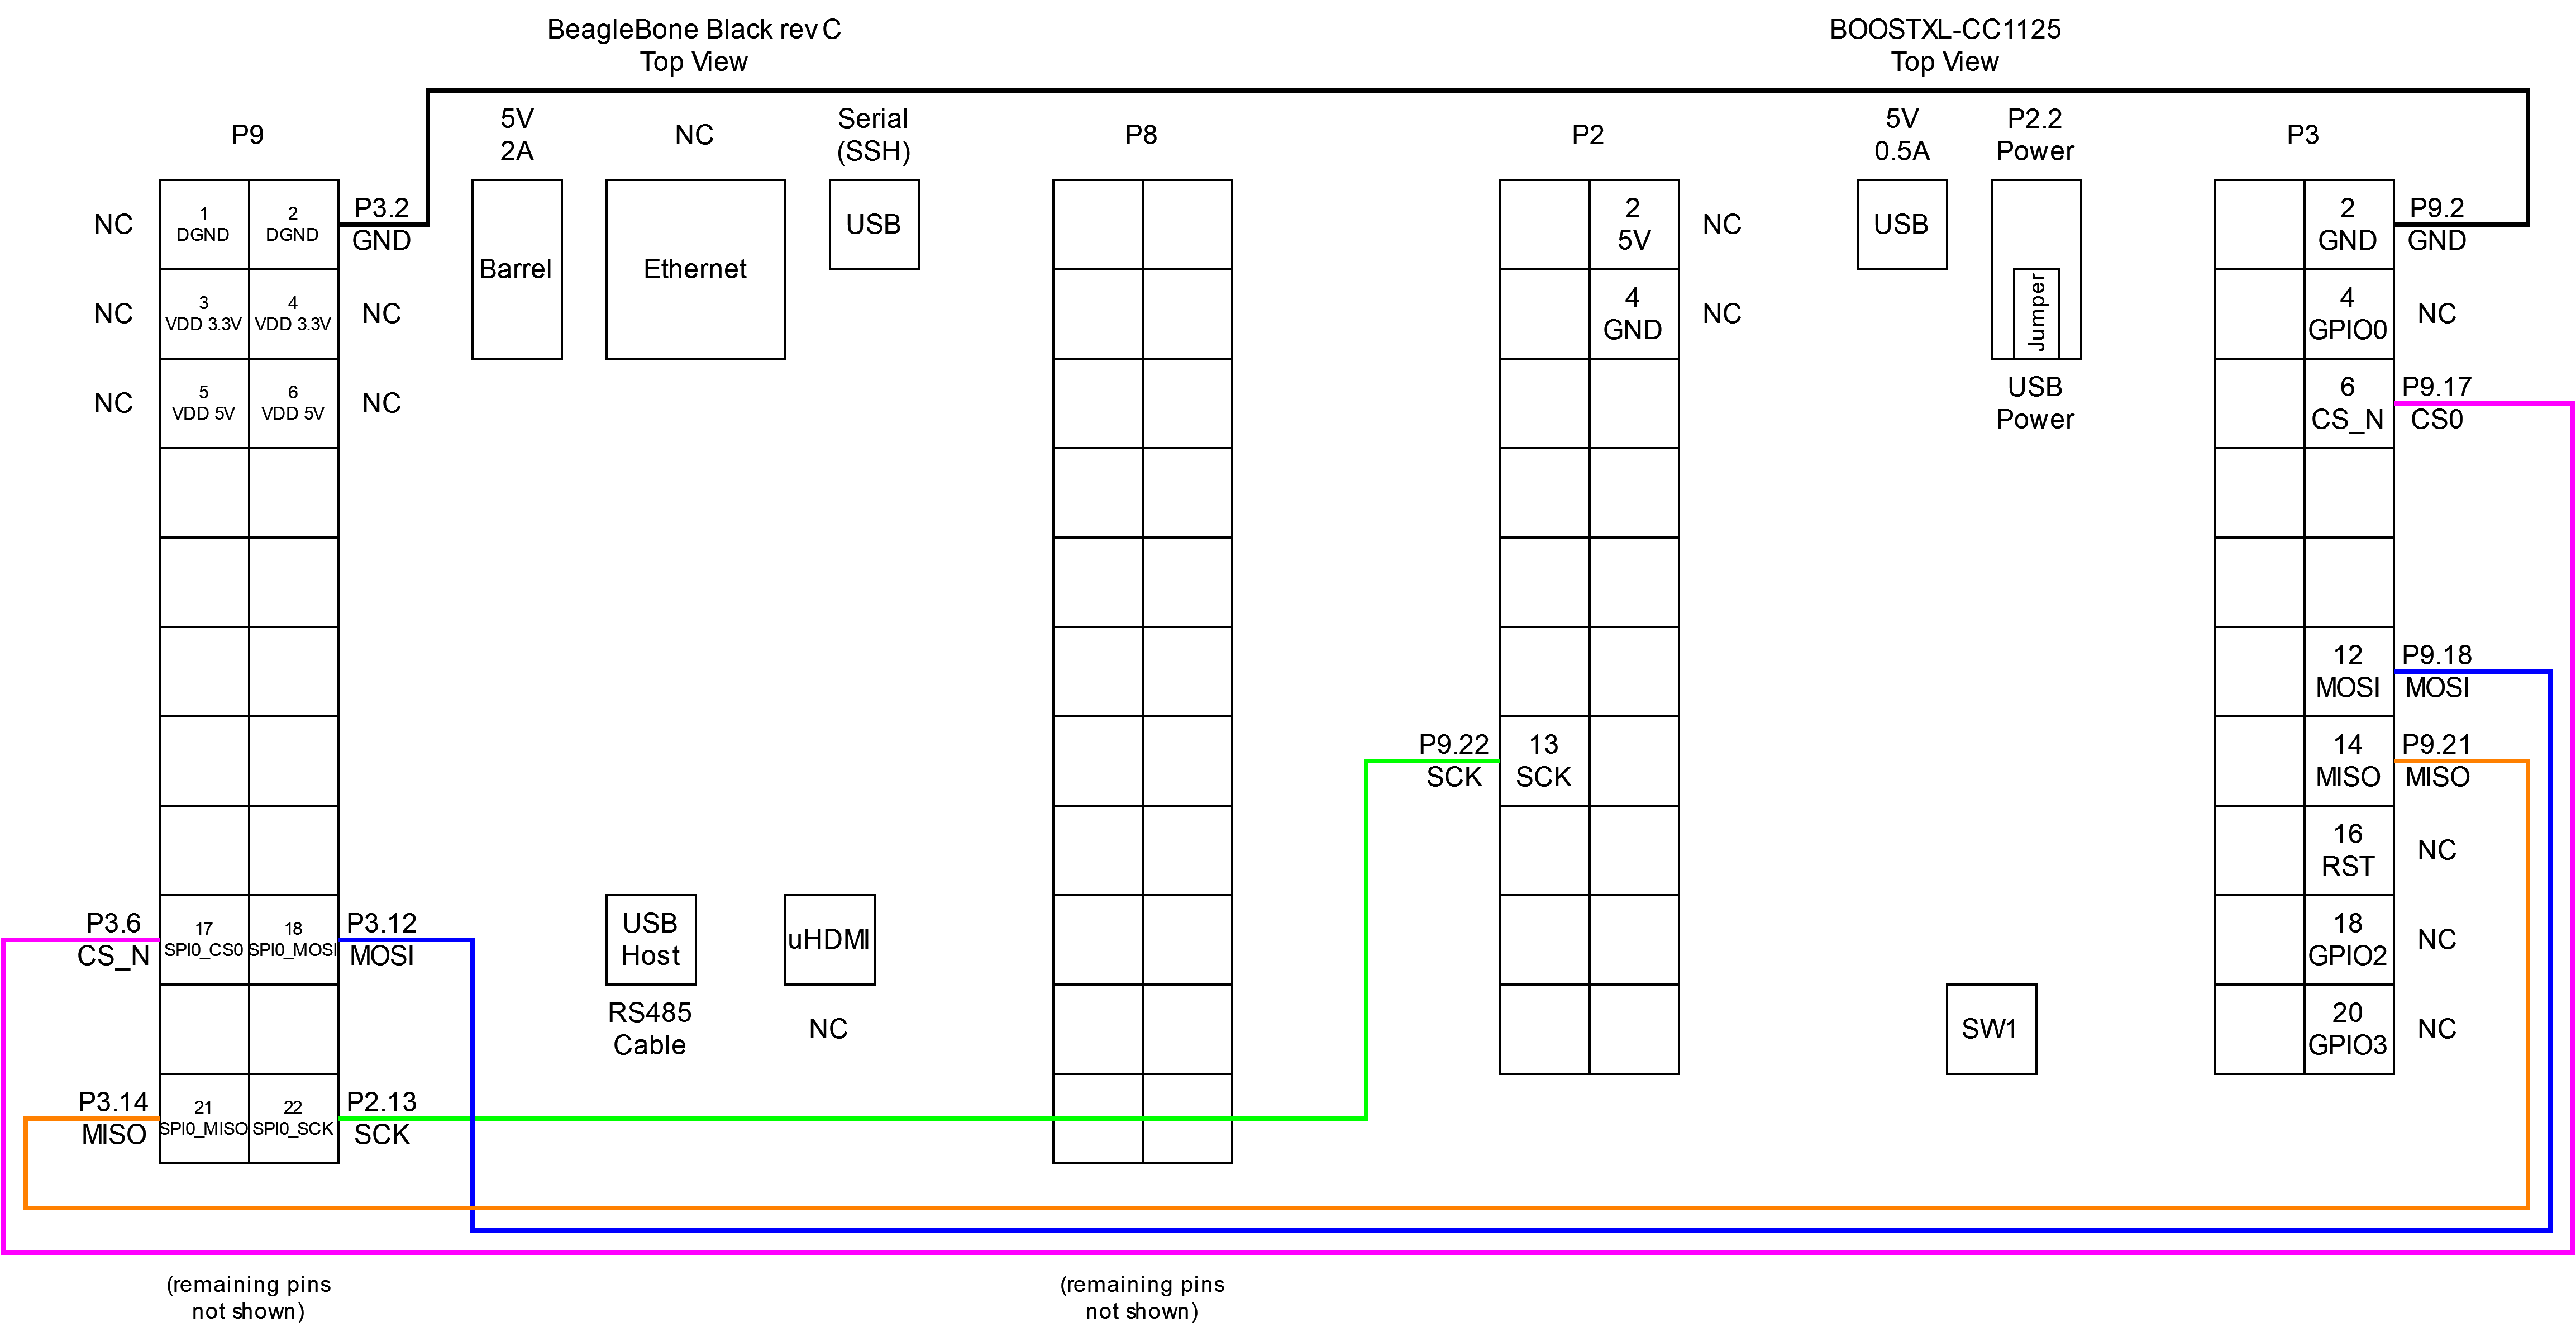 BeagleBone Black rev C
Top View
BOOSTXL-CC1125
Top View
P9
5V
2A
NC
Serial
(SSH)
P8
P2
5V
0.5A
P2.2
Power
P3
NC
1
DGND
2
DGND
P3.2
GND
Barrel
Ethernet
USB
2
5V
NC
USB
2
GND
P9.2
GND
NC
3
VDD 3.3V
4
VDD 3.3V
NC
4
GND
NC
Jumper
4
GPIO0
NC
NC
5
VDD 5V
6
VDD 5V
NC
USB
Power
6
CS_N
P9.17
CS0
12
MOSI
P9.18
MOSI
P9.22
SCK
13
SCK
14
MISO
P9.21
MISO
16
RST
NC
P3.6
CS_N
17
SPI0_CS0
18
SPI0_MOSI
P3.12
MOSI
USB
Host
uHDMI
18
GPIO2
NC
RS485
Cable
NC
SW1
20
GPIO3
NC
P3.14
MISO
21
SPI0_MISO
22
SPI0_SCK
P2.13
SCK
(remaining pins
not shown)
(remaining pins
not shown)